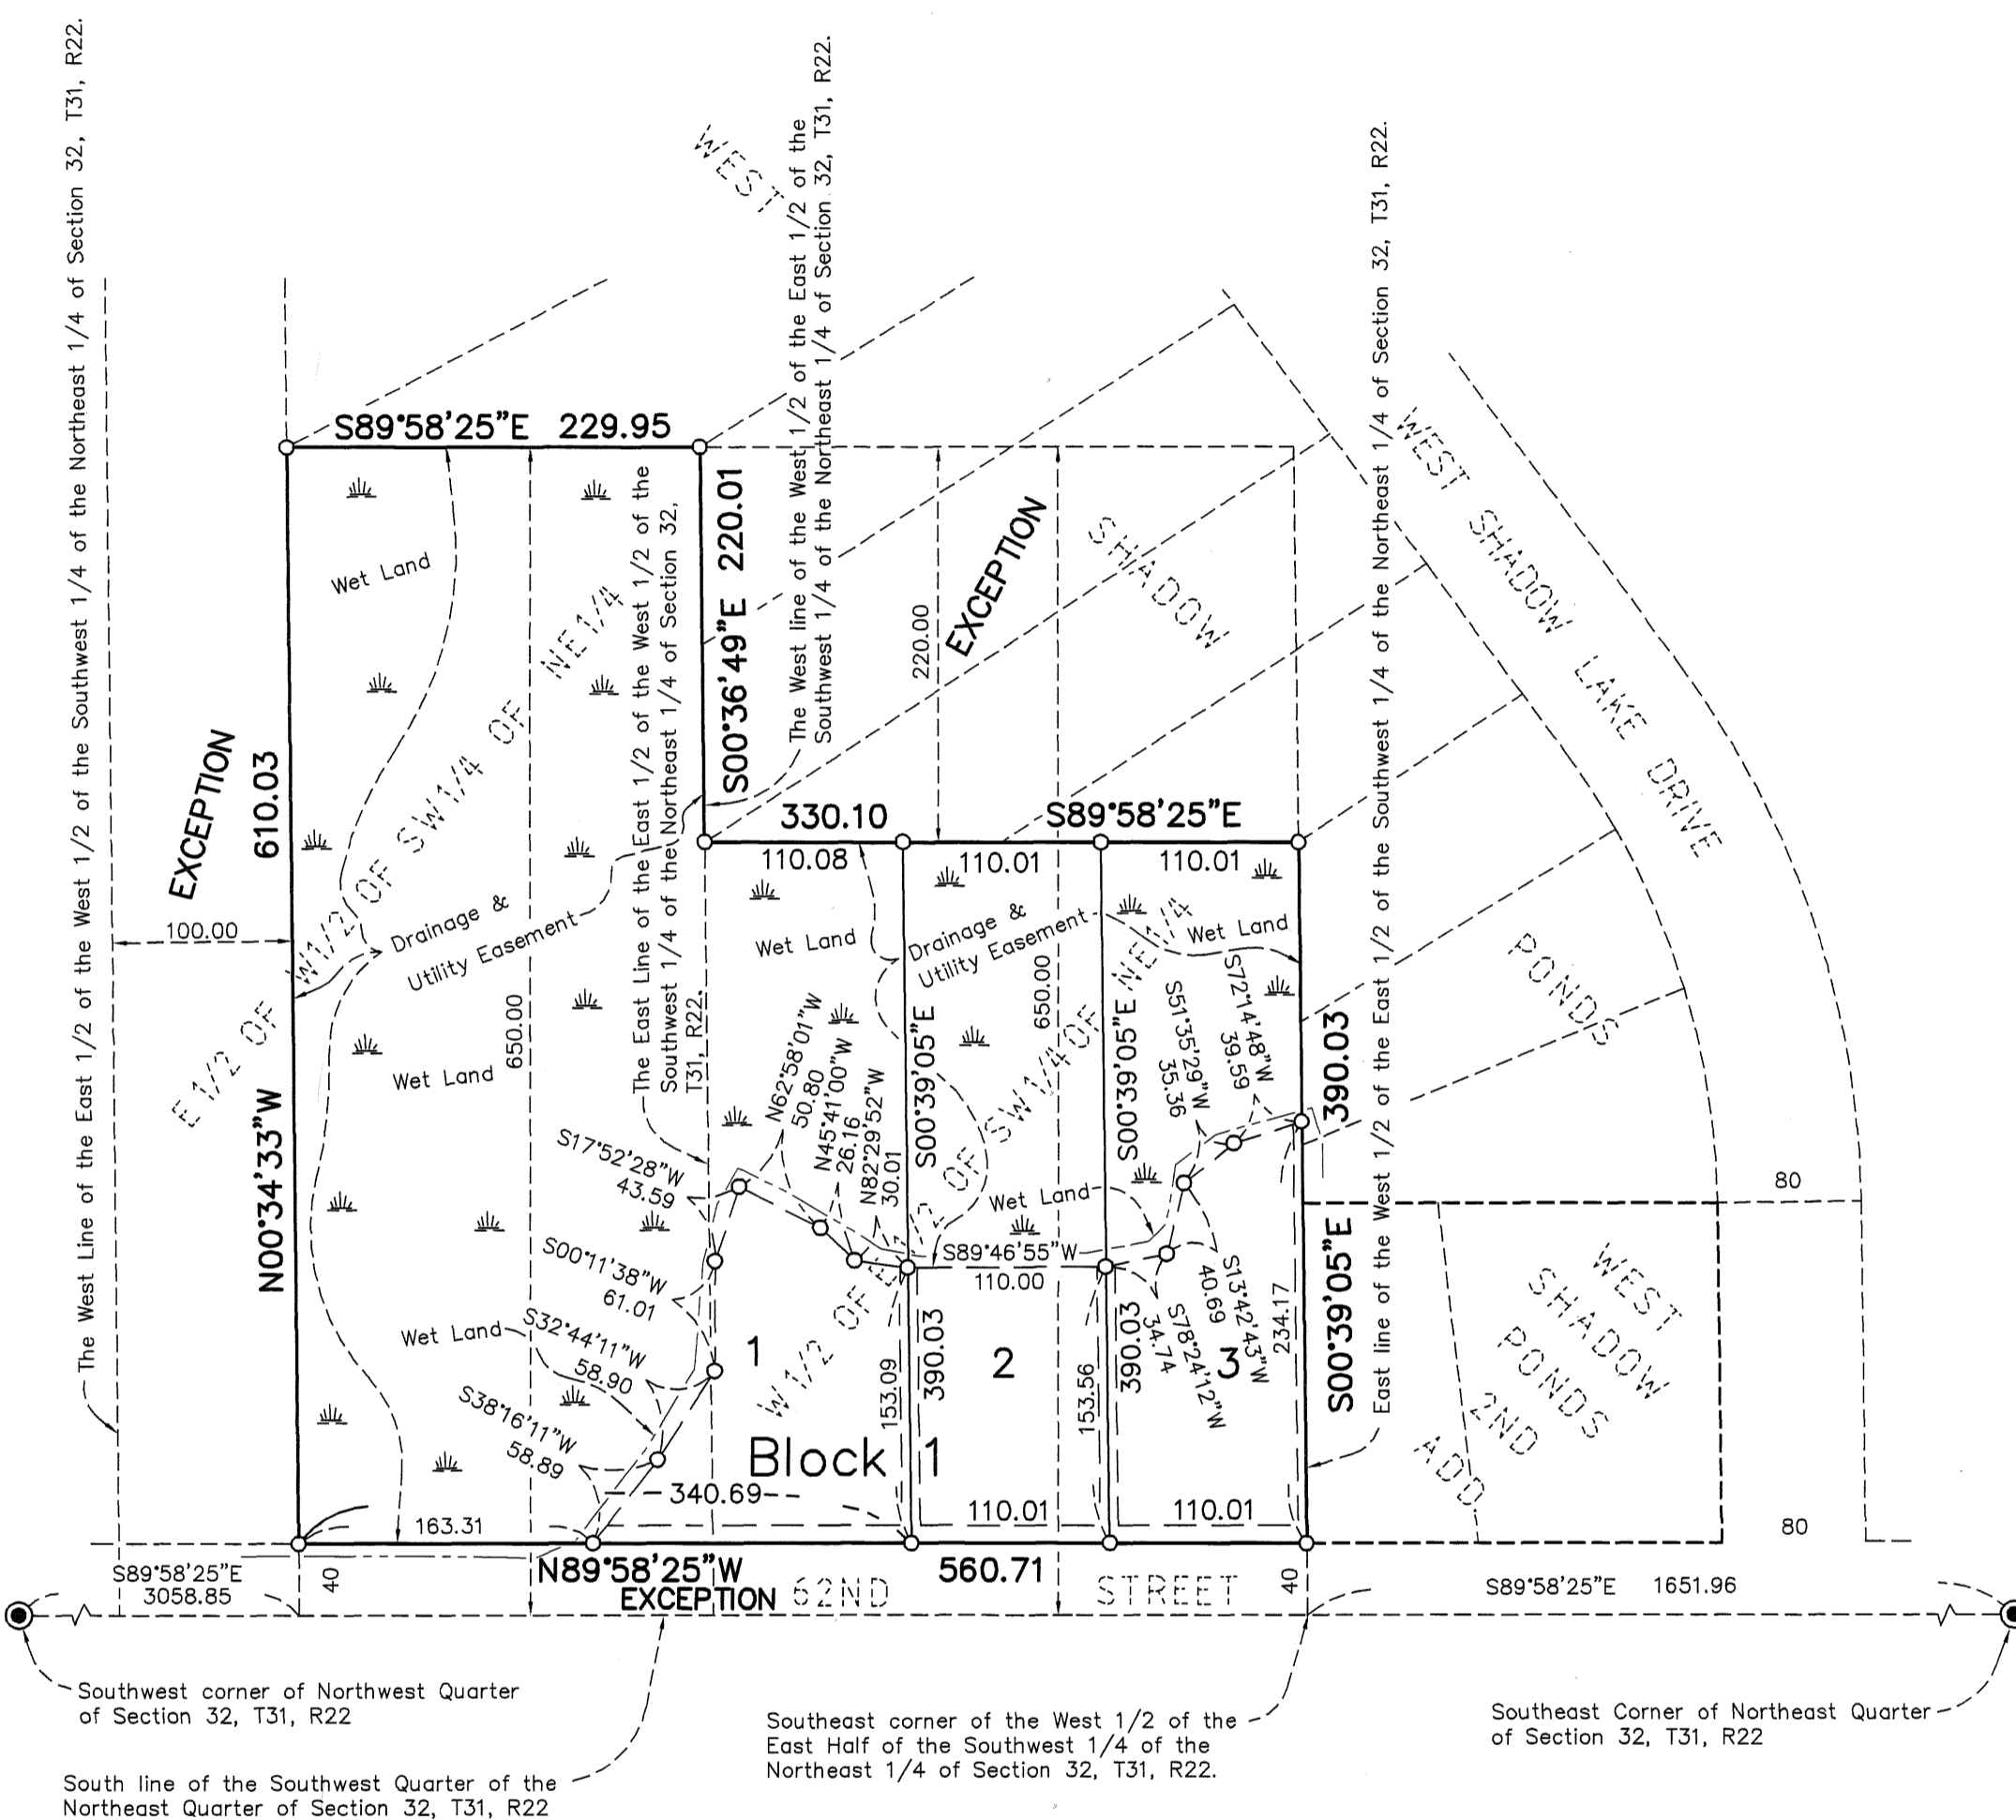 The West Line of the East 1/2 of the West 1/2 of the Southwest 1/4 of the Northeast 1/4 of Section 32, T31, R22.
WEST
The West line of the West 1/2 of the East 1/2 of the
Southwest 1/4 of the Northeast 1/4 of Section 32, T31, R22.
East line of the West 1/2 of the East 1/2 of the Southwest 1/4 of the Northeast 1/4 of Section 32, T31, R22.
S89°58'25"E 229.95
WEST SHADOW LAKE DRIVE
The East Line of the East 1/2 of the West 1/2 of the
Southwest 1/4 of the Northeast 1/4 of Section 32,
T31, R22.
S00°36'49"E 220.01
EXCEPTION
220.00
SHADOW
PONDS
Wet Land
E1/2 OF W1/2 OF SW1/4 OF NE1/4
EXCEPTION
N00°34'33"W 610.03
100.00
330.10 S89°58'25"E
110.08
110.01
110.01
Drainage &
Utility Easement
Wet Land
Drainage &
Utility Easement
Wet Land
650.00
650.00
Wet Land
W1/2 OF E1/2 OF SW1/4 OF NE1/4
N62°58'01"W
50.80
N45°41'00"W
26.16
N82°29'52"W
30.01
S00°39'05"E
S00°39'05"E
S51°35'29"W
35.36
S72°14'48"W
39.59
S00°39'05"E 390.03
S17°52'28"W
43.59
S00°11'38"W
61.01
S32°44'11"W
58.90
S38°16'11"W
58.89
Wet Land
Wet Land
S89°46'55"W
110.00
S13°42'43"W
40.69
S78°24'12"W
34.74
234.17
153.09
390.03
153.56
390.03
1
2
3
Block 1
80
WEST
SHADOW
PONDS
2ND
ADD.
80
340.69
163.31
110.01
110.01
N89°58'25"W 560.71
S89°58'25"E
3058.85
40
EXCEPTION 62ND STREET
40
S89°58'25"E 1651.96
Southwest corner of Northwest Quarter
of Section 32, T31, R22
Southeast corner of the West 1/2 of the
East Half of the Southwest 1/4 of the
Northeast 1/4 of Section 32, T31, R22.
Southeast Corner of Northeast Quarter
of Section 32, T31, R22
South line of the Southwest Quarter of the
Northeast Quarter of Section 32, T31, R22